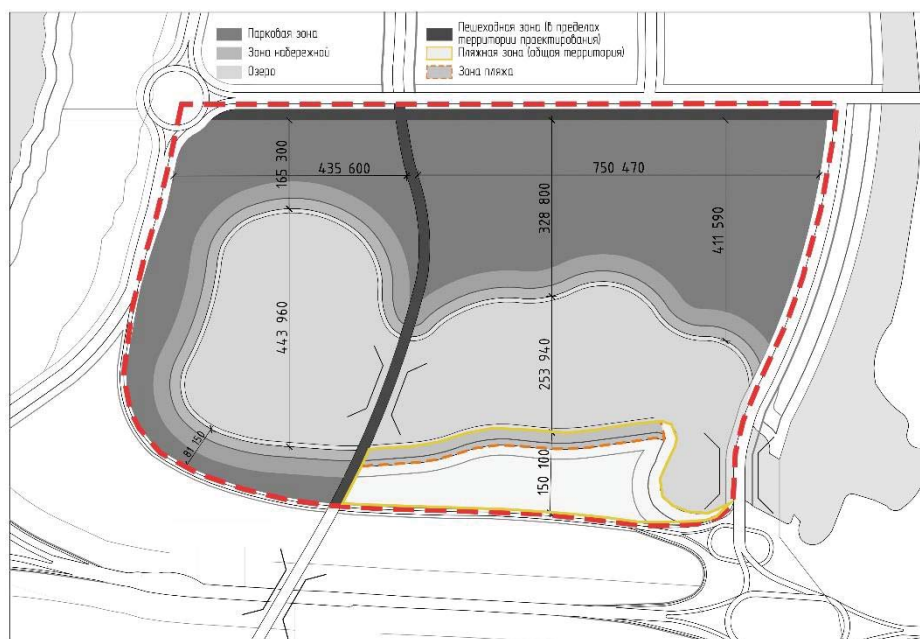 Парковая зона
Зона набережной
Озеро
Пешеходная зона (в пределах
территории проектирования)
Пляжная зона (общая территория)
Зона пляжа
165 300
435 600
750 470
328 800
411 590
443 960
253 940
81 150
150 100